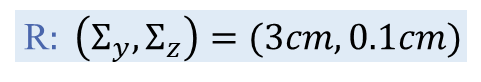 R: (Σ_y, Σ_z) = (3cm, 0.1cm)